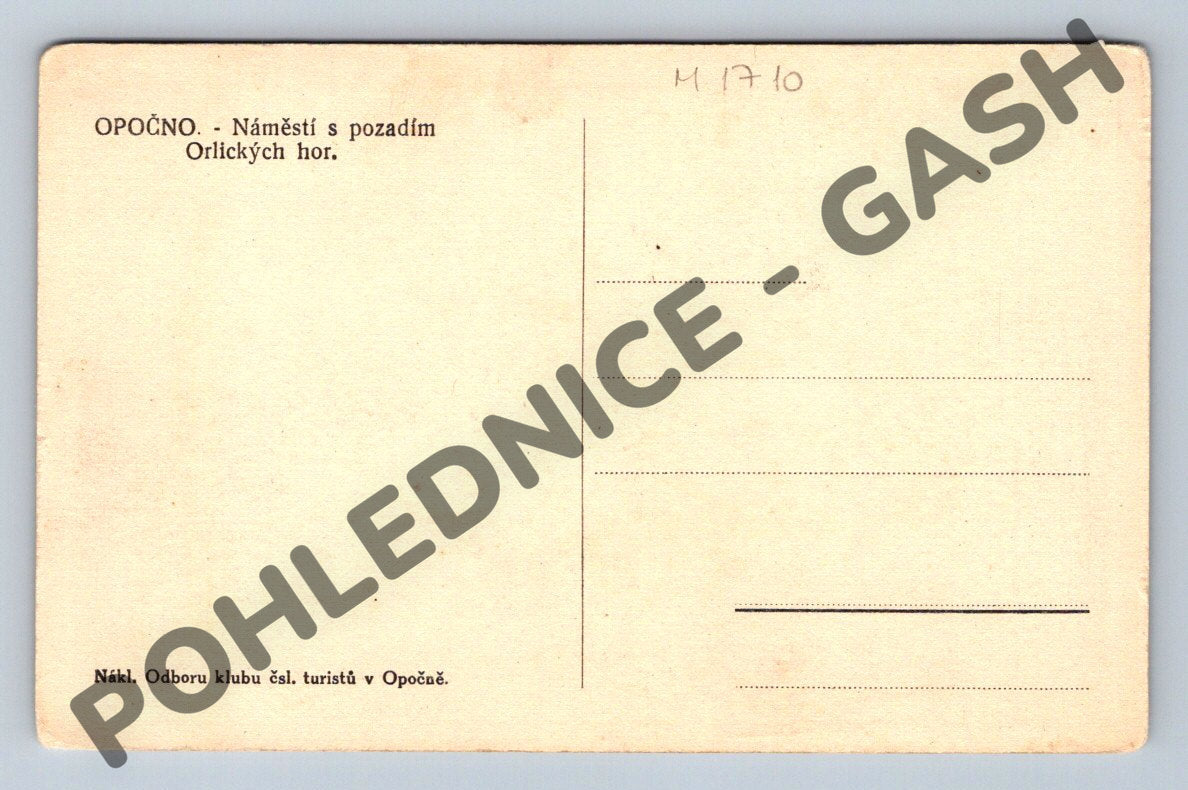 M 1710
OPOČNO. - Náměstí s pozadím
Orlických hor.
POHLEDNICE - GASH
Nákl. Odboru klubu čsl. turistů v Opočně.